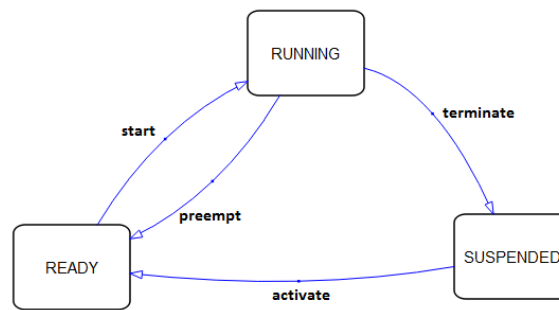 RUNNING
start
terminate
preempt
READY
SUSPENDED
activate